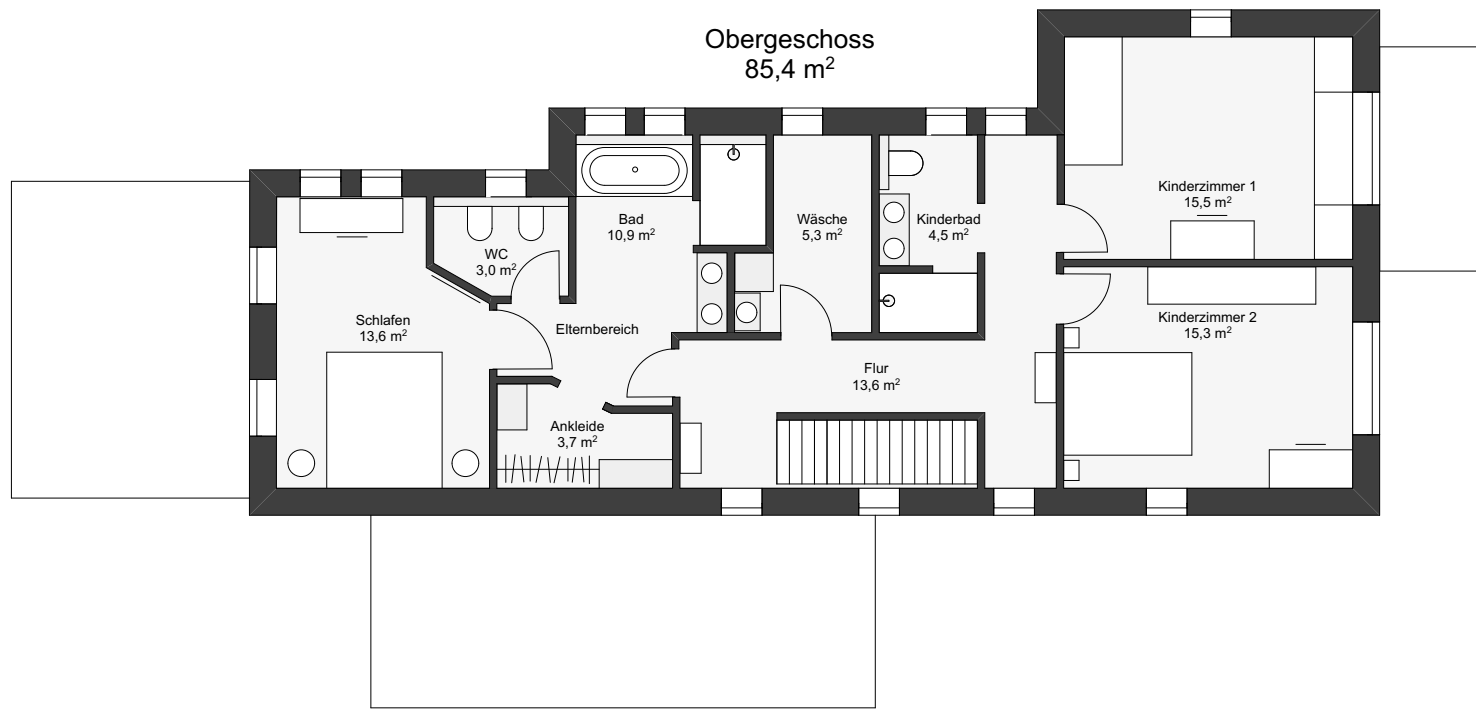 Obergeschoss
85,4 m²
Kinderzimmer 1
15,5 m²
Bad
10,9 m²
Wäsche
5,3 m²
Kinderbad
4,5 m²
WC
3,0 m²
Schlafen
13,6 m²
Elternbereich
Kinderzimmer 2
15,3 m²
Flur
13,6 m²
Ankleide
3,7 m²